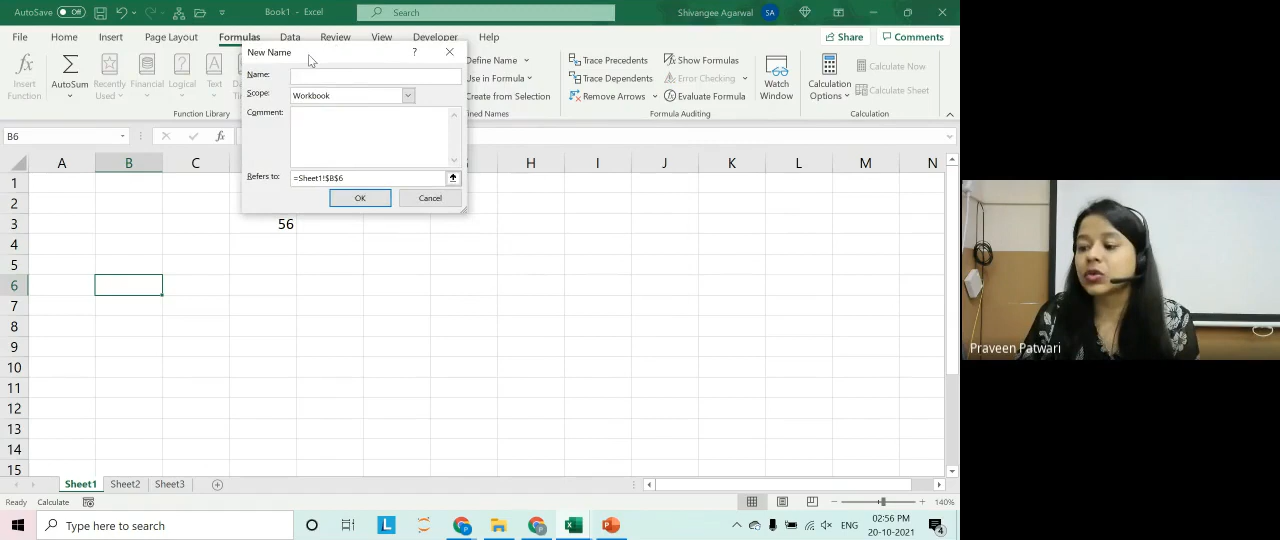 AutoSave Off Book1 - Excel Search Shivangee Agarwal SA
File Home Insert Page Layout Formulas Data Review View Developer Help Share Comments
New Name ?
Name:
Scope: Workbook
Comment:
Refers to: =Sheet1!$B$6
OK Cancel
fx Insert Function
Σ AutoSum
Recently Used
Financial
? Logical
A Text
Define Name
Use in Formula
Create from Selection
Trace Precedents
Trace Dependents
Remove Arrows
Show Formulas
Error Checking
Evaluate Formula
Watch Window
Calculation Options
Calculate Now
Calculate Sheet
Function Library
Formula Auditing
Calculation
B6 fx
A B C H I J K L M N
1
2
3 56
4
5
6
7
8
9
10
11
12
13
14
15
Sheet1 Sheet2 Sheet3
Ready Calculate 140%
Type here to search L ENG 02:56 PM
20-10-2021 4
Praveen Patwari